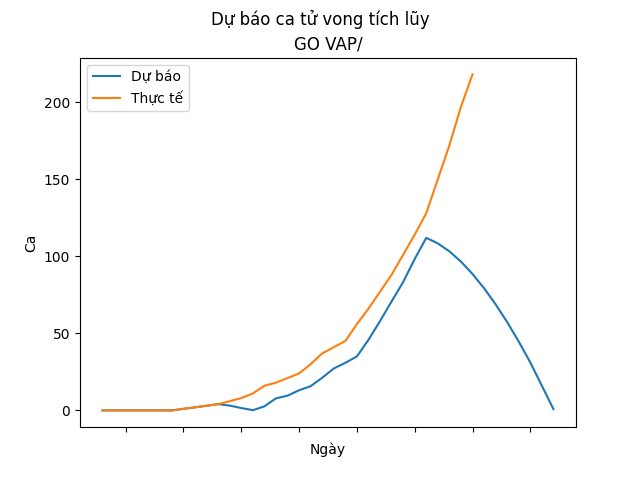 Dự báo ca tử vong tích lũy
GO VAP/
Dự báo
Thực tế
200
150
100
50
0
Ca
Ngày